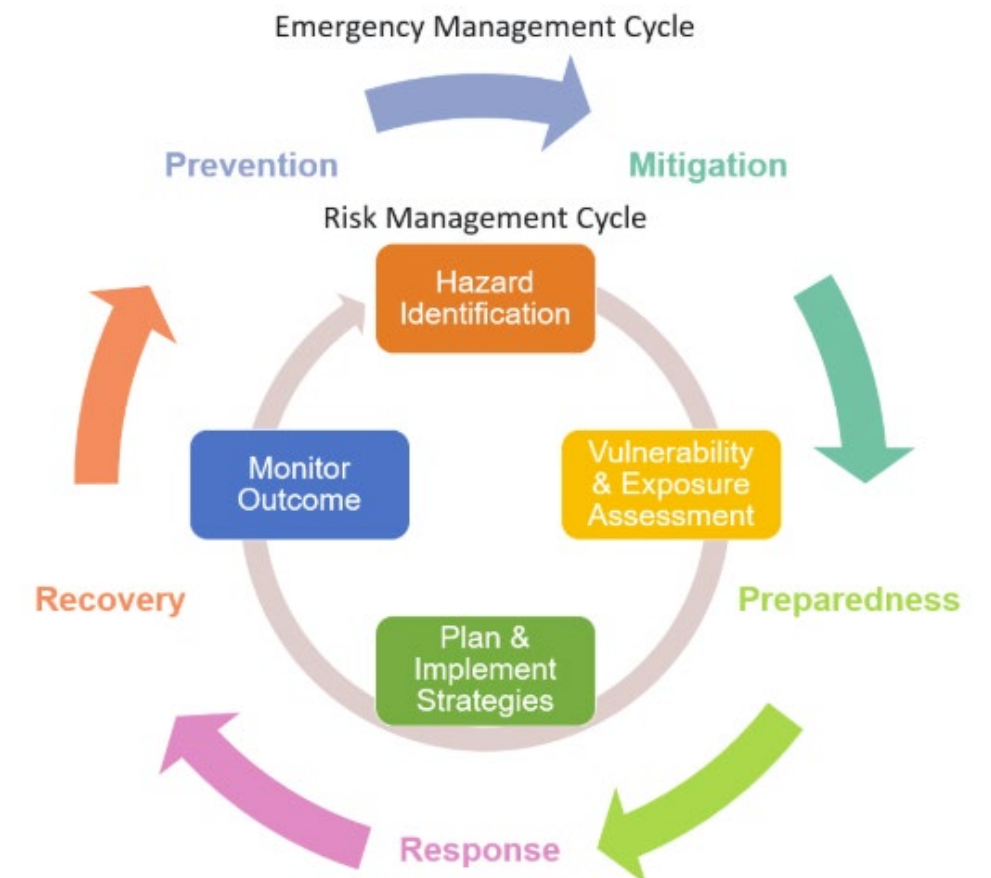 Emergency Management Cycle
Prevention
Mitigation
Risk Management Cycle
Hazard
Identification
Monitor
Outcome
Vulnerability
& Exposure
Assessment
Recovery
Preparedness
Plan &
Implement
Strategies
Response